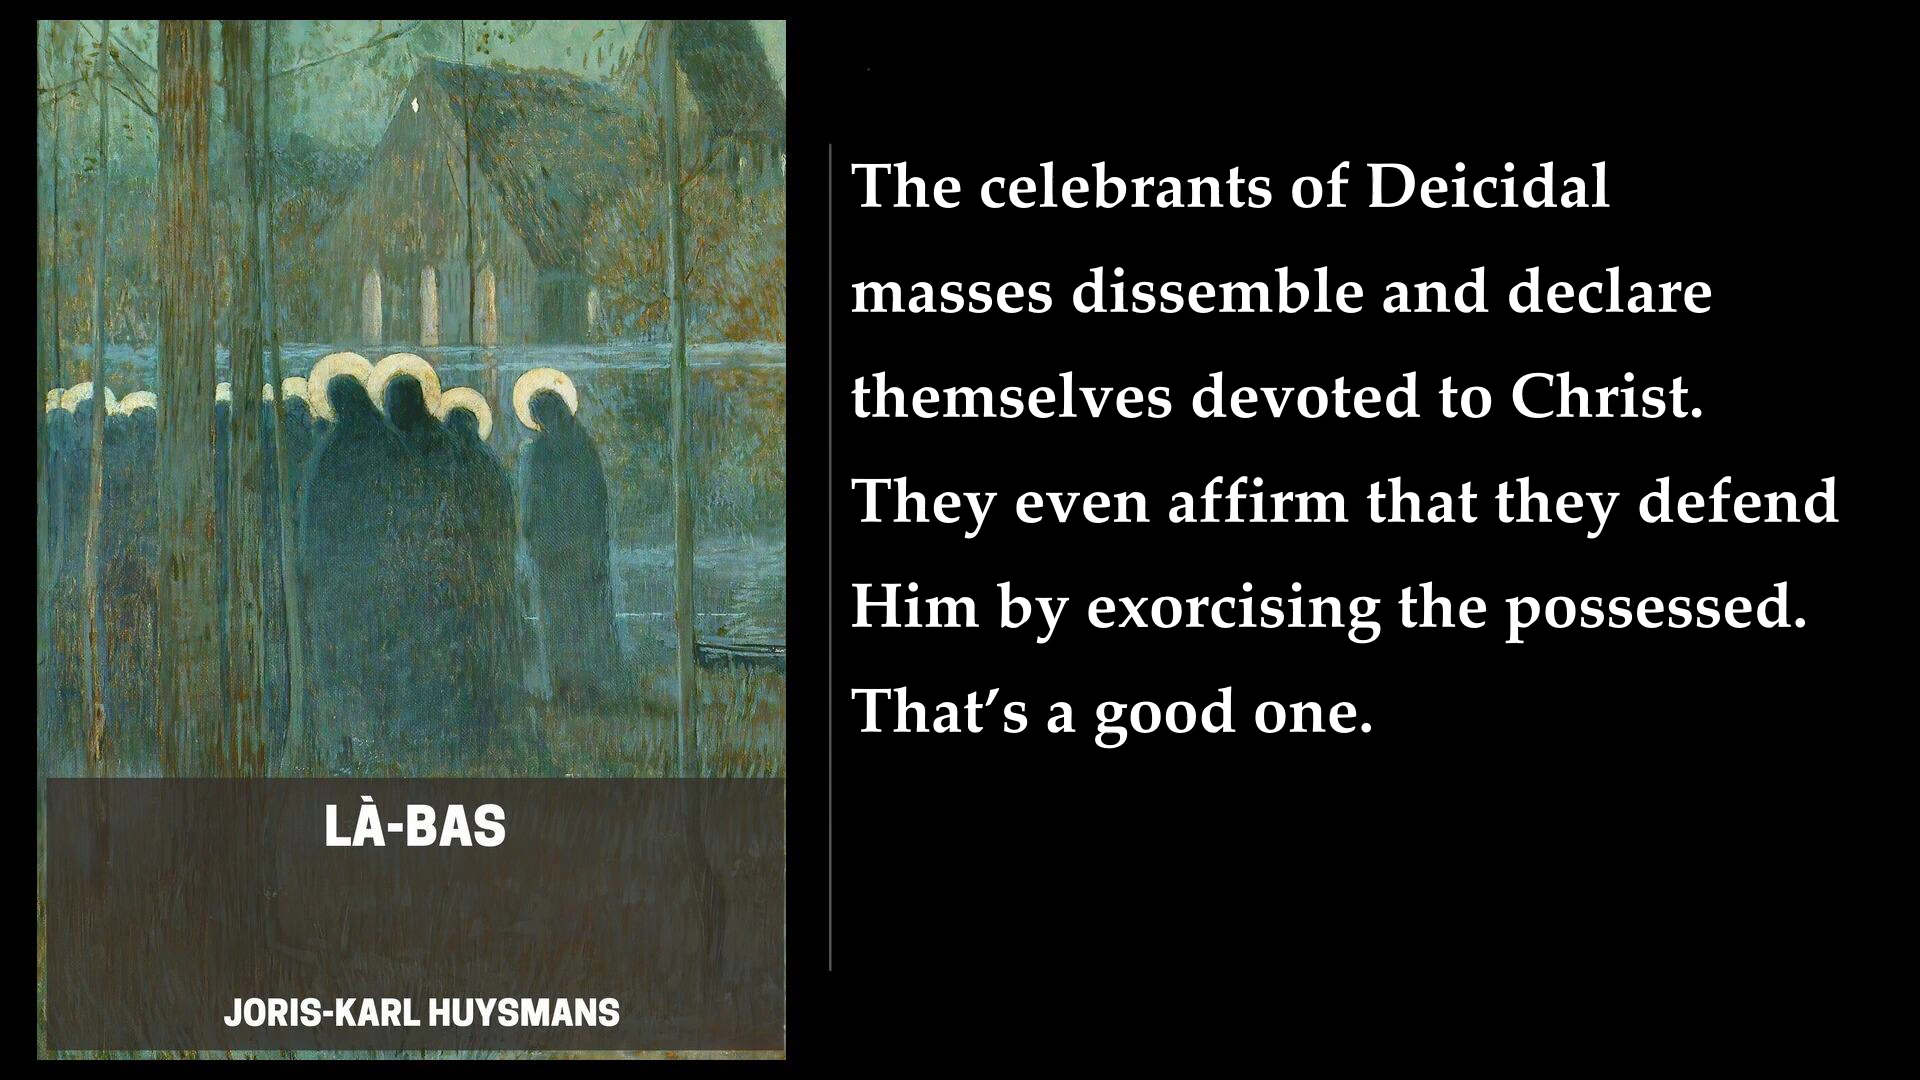 The celebrants of Deicidal
masses dissemble and declare
themselves devoted to Christ.
They even affirm that they defend
Him by exorcising the possessed.
That’s a good one.
LÀ-BAS
JORIS-KARL HUYSMANS